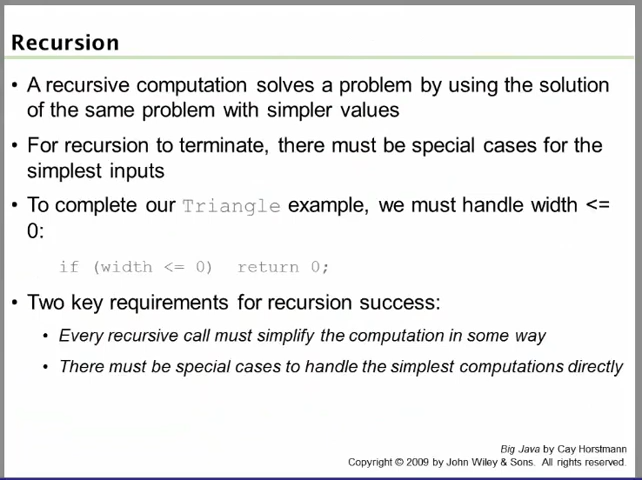 Recursion
• A recursive computation solves a problem by using the solution
of the same problem with simpler values
• For recursion to terminate, there must be special cases for the
simplest inputs
• To complete our Triangle example, we must handle width <=
0:
if (width <= 0)  return 0;
• Two key requirements for recursion success:
• Every recursive call must simplify the computation in some way
• There must be special cases to handle the simplest computations directly
Big Java by Cay Horstmann
Copyright © 2009 by John Wiley & Sons. All rights reserved.